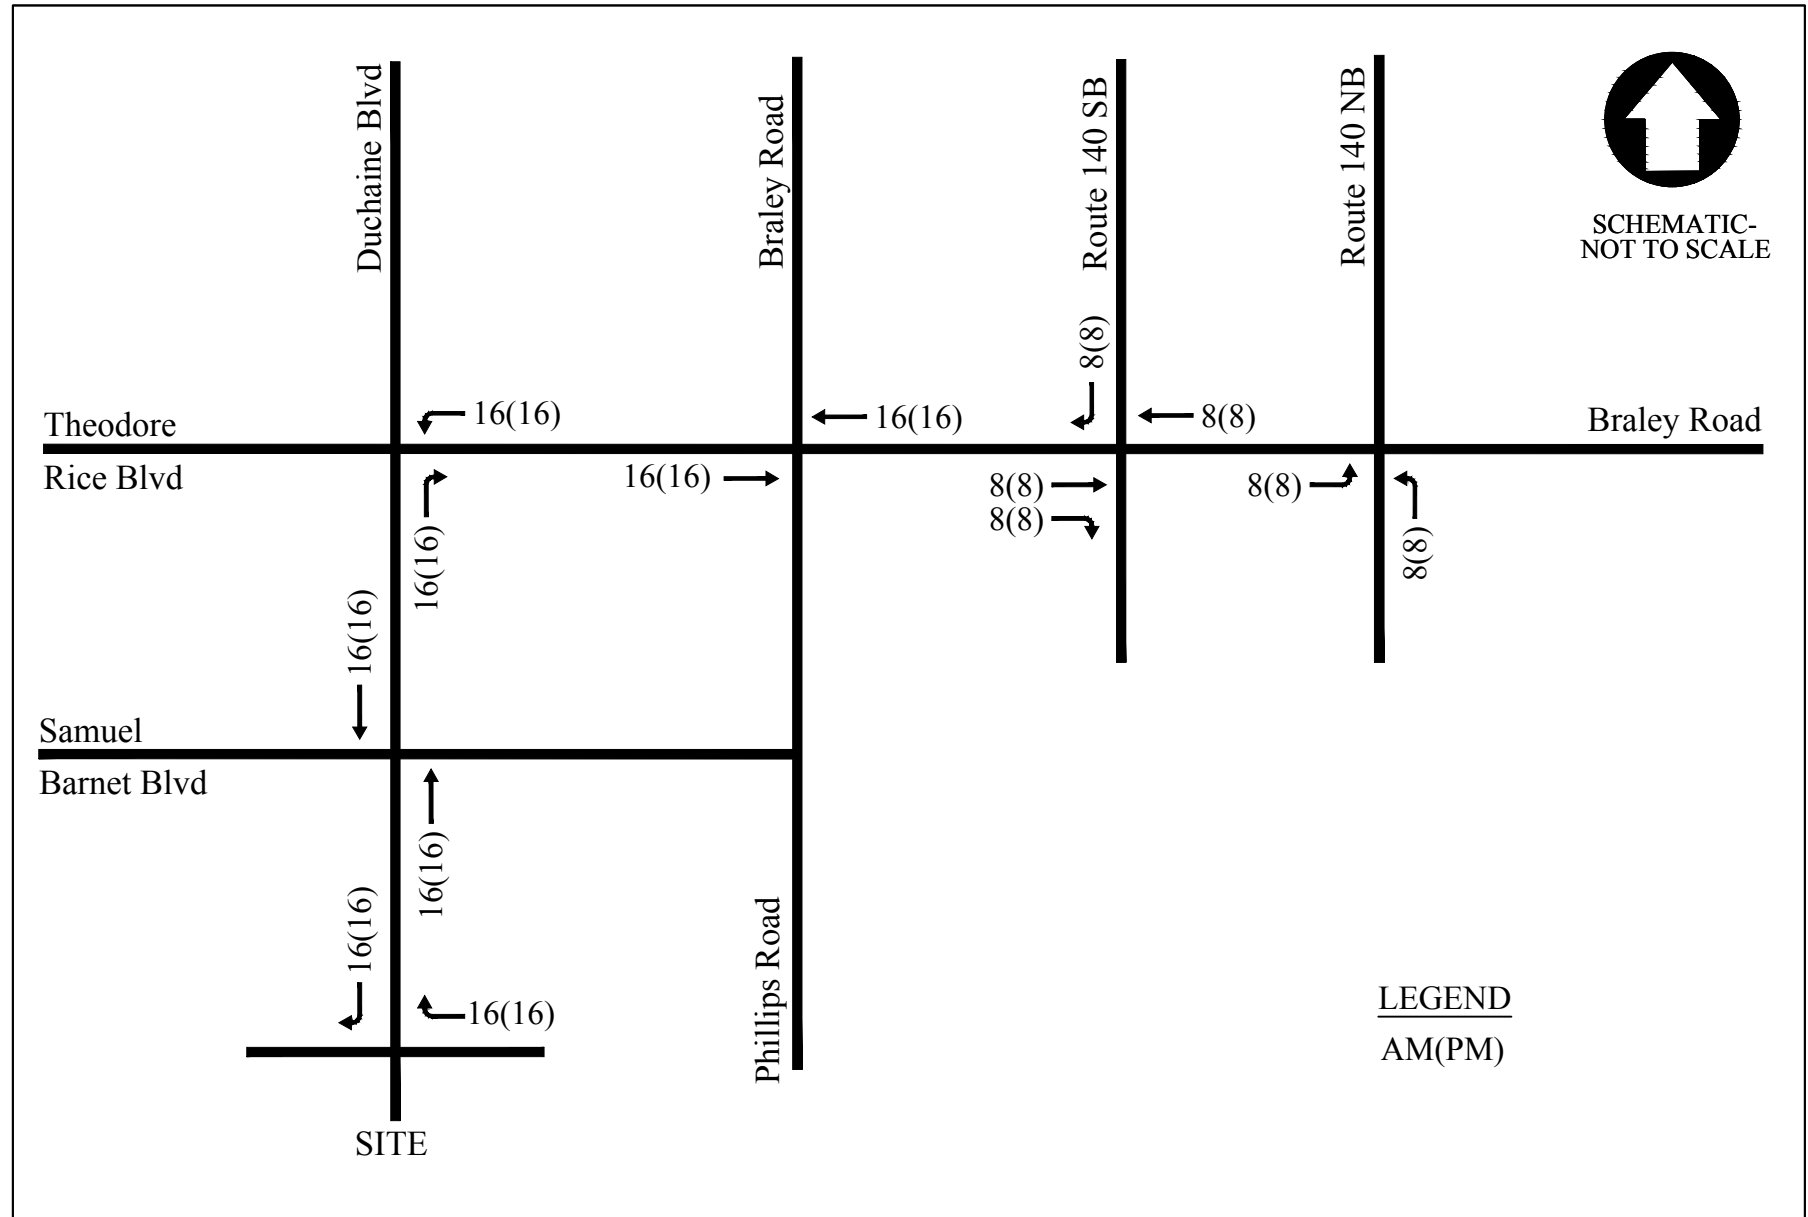 Duchaine Blvd
Braley Road
Route 140 SB
Route 140 NB
SCHEMATIC-
NOT TO SCALE
8(8)
Theodore
Rice Blvd
16(16)
16(16)
8(8)
Braley Road
16(16)
16(16)
8(8)
8(8)
8(8)
8(8)
16(16)
Samuel
Barnet Blvd
16(16)
16(16)
16(16)
Phillips Road
SITE
LEGEND
AM(PM)